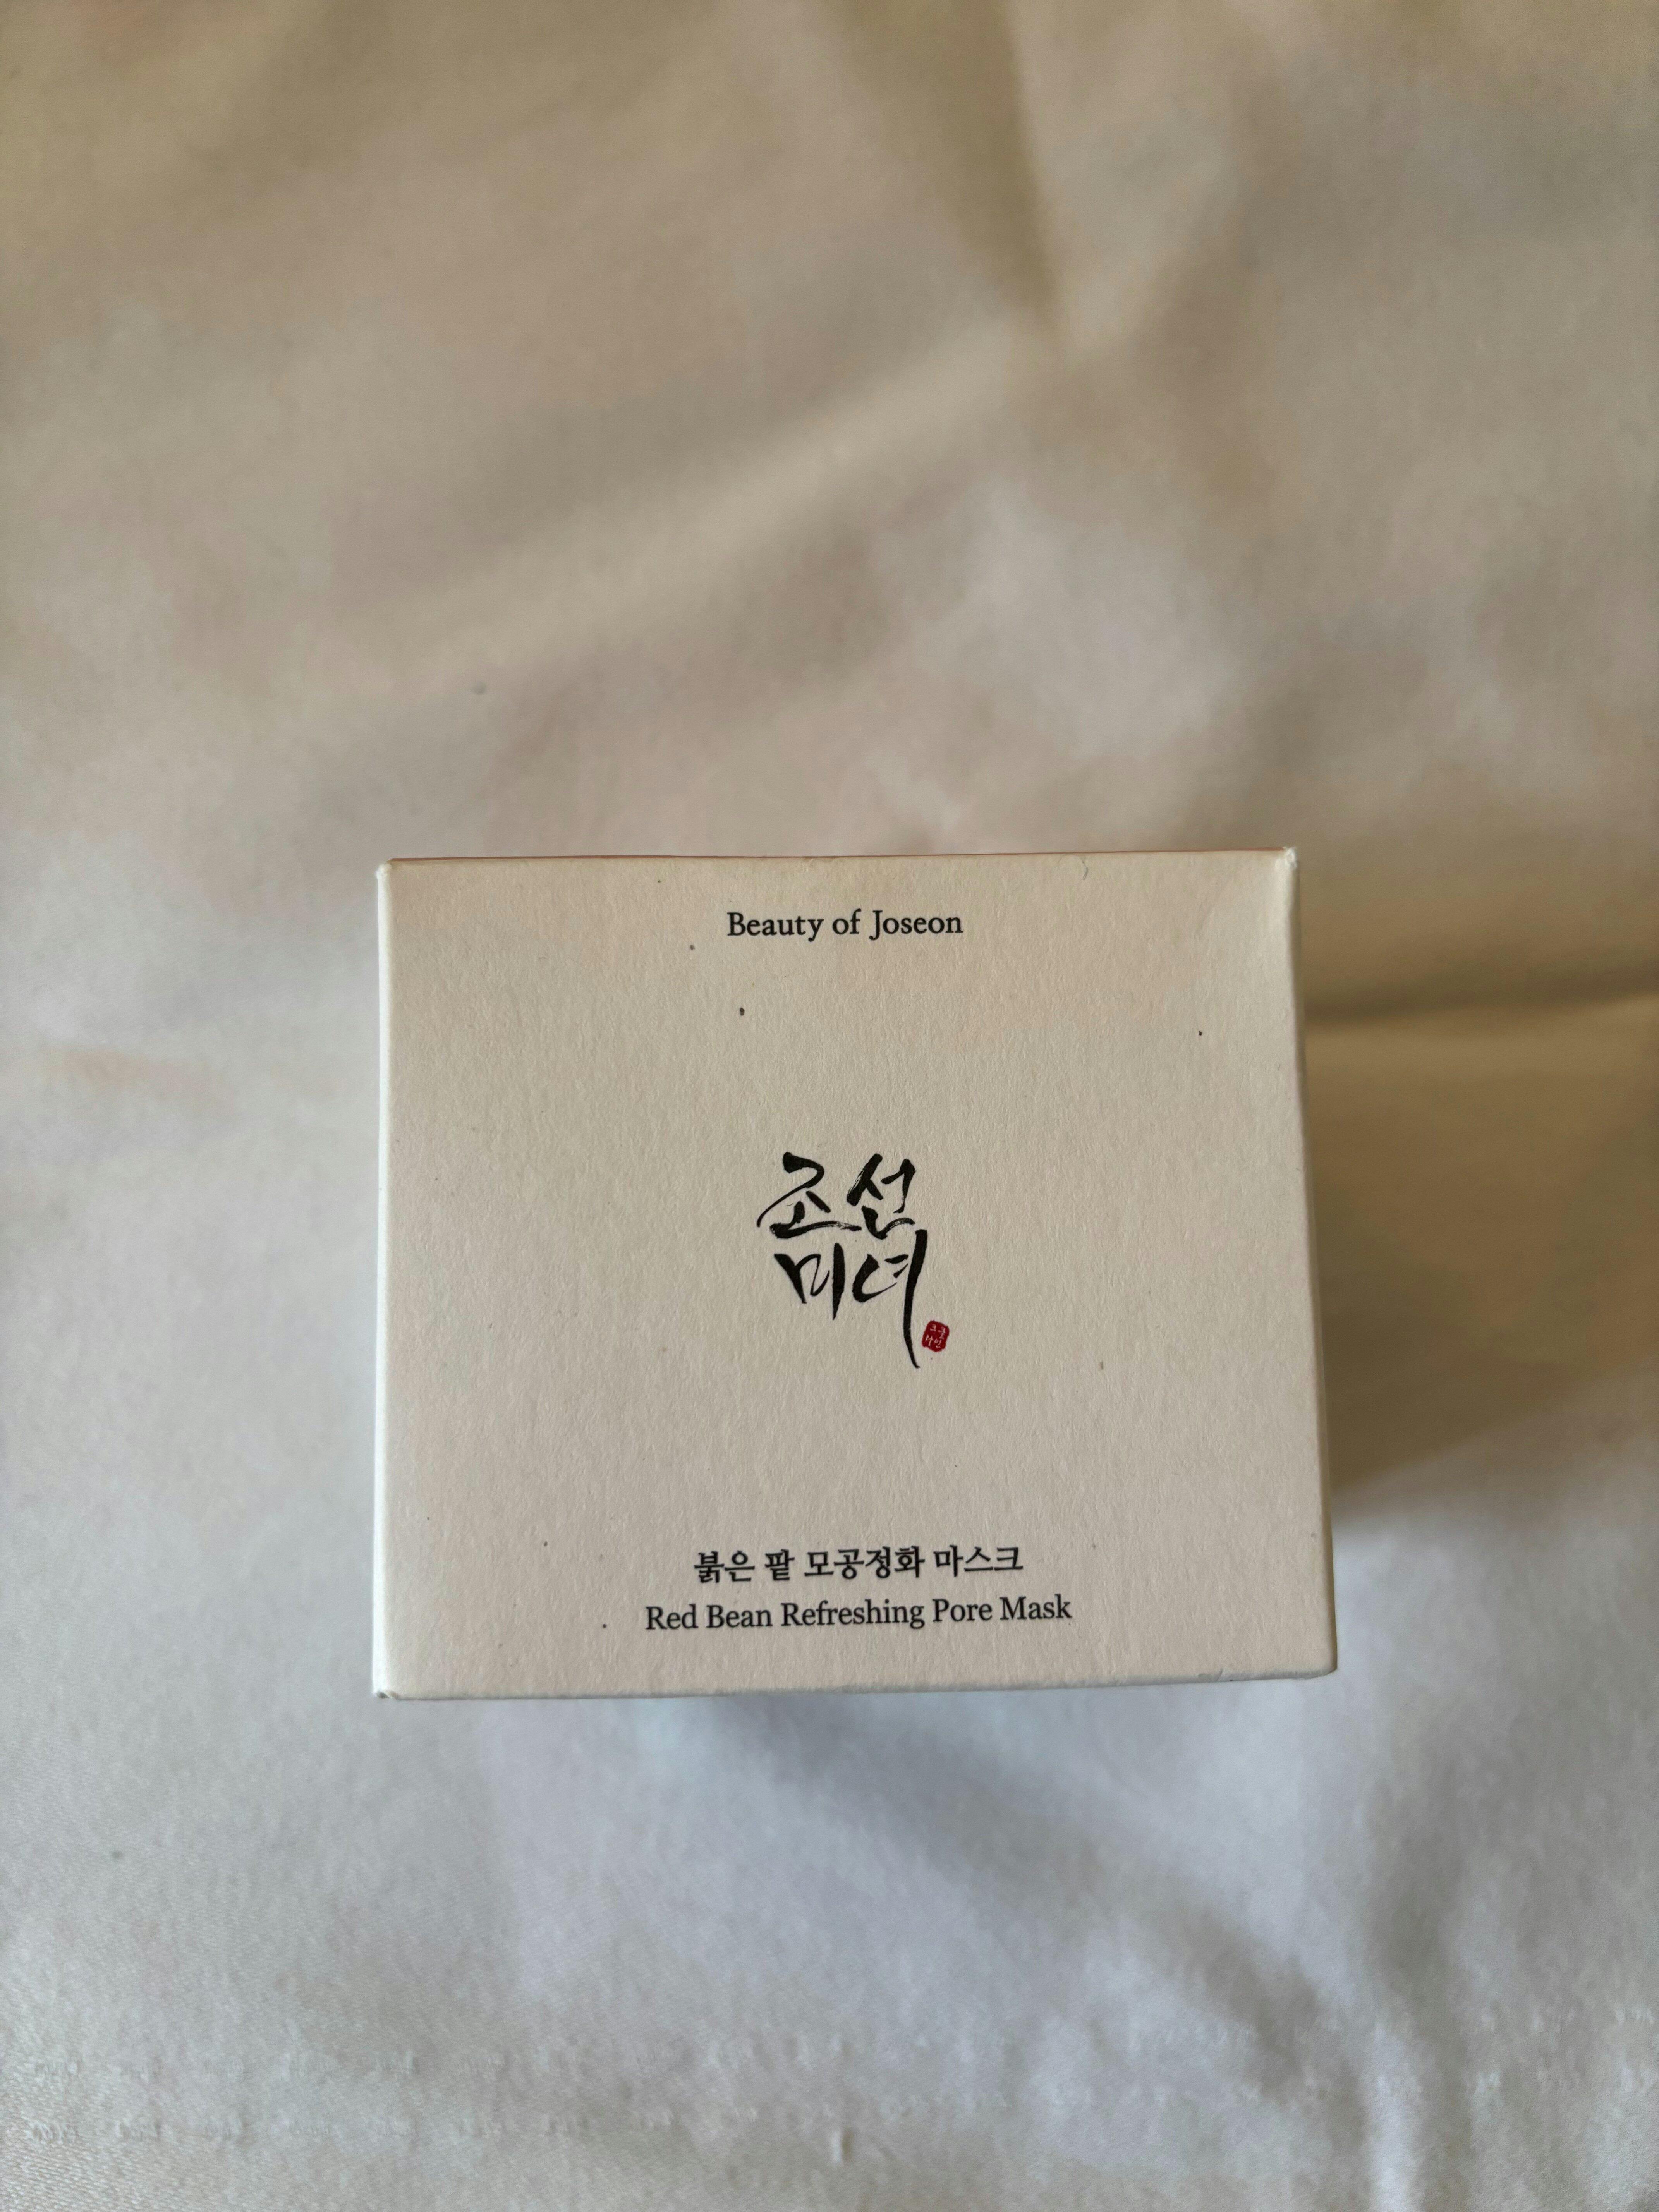 Beauty of Joseon
조선
미녀
붉은 팥 모공정화 마스크
Red Bean Refreshing Pore Mask